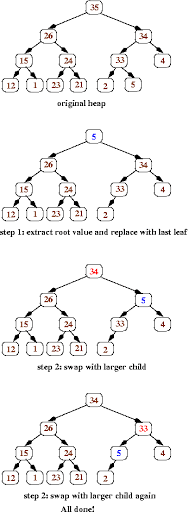 35
26 34
15 24 33 4
12 1 23 21 2 5
original heap
5
26 34
15 24 33 4
12 1 23 21 2
step 1: extract root value and replace with last leaf
34
26 5
15 24 33 4
12 1 23 21 2
step 2: swap with larger child
34
26 33
15 24 5 4
12 1 23 21 2
step 2: swap with larger child again
All done!